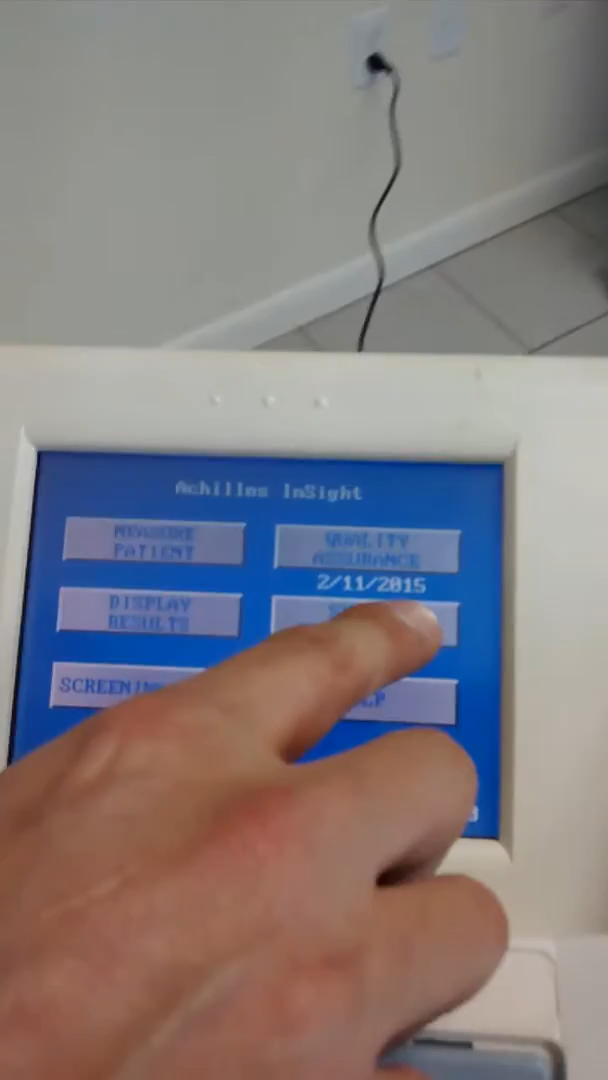 Achilles InSight
MEASURE
PATIENT
QUALITY
ASSURANCE
2/11/2015
DISPLAY
RESULTS